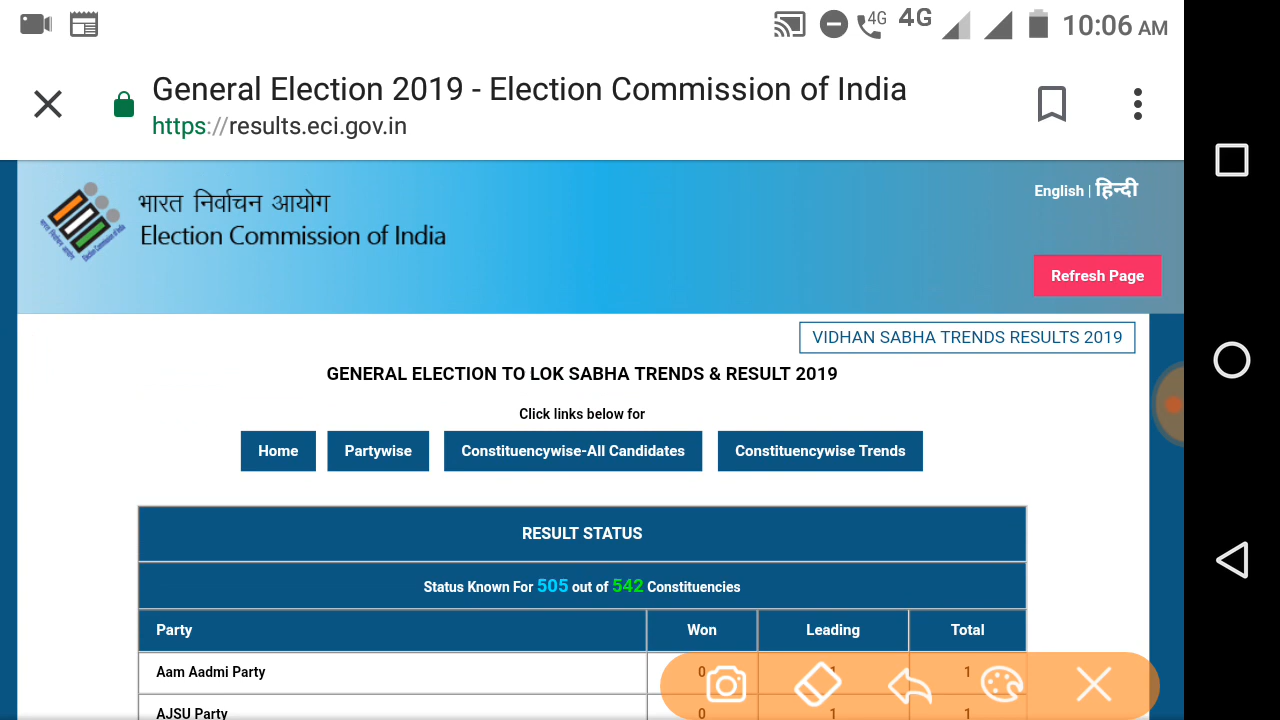 4G 4G 10:06 AM
General Election 2019 - Election Commission of India
https://results.eci.gov.in
भारत निर्वाचन आयोग
Election Commission of India
English | हिन्दी
Refresh Page
VIDHAN SABHA TRENDS RESULTS 2019
GENERAL ELECTION TO LOK SABHA TRENDS & RESULT 2019
Click links below for
Home Partywise Constituencywise-All Candidates Constituencywise Trends
RESULT STATUS
Status Known For 505 out of 542 Constituencies
Party Won Leading Total
Aam Aadmi Party 0 1 1
AJSU Party 0 1 1